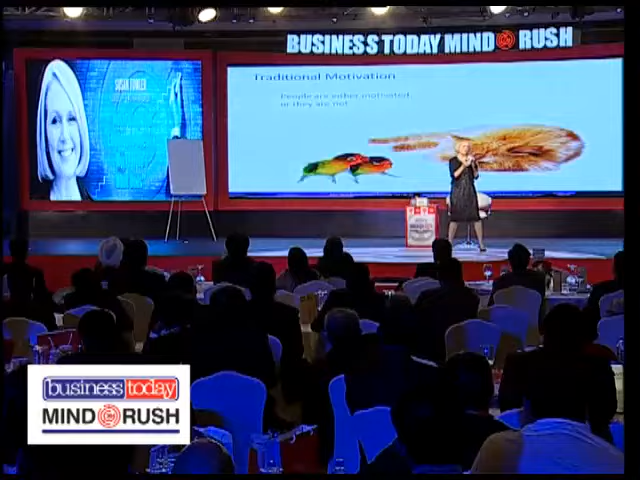 BUSINESS TODAY MIND RUSH
SUSAN FOWLER
Traditional Motivation
People are either motivated,
or they are not
business today
MIND RUSH